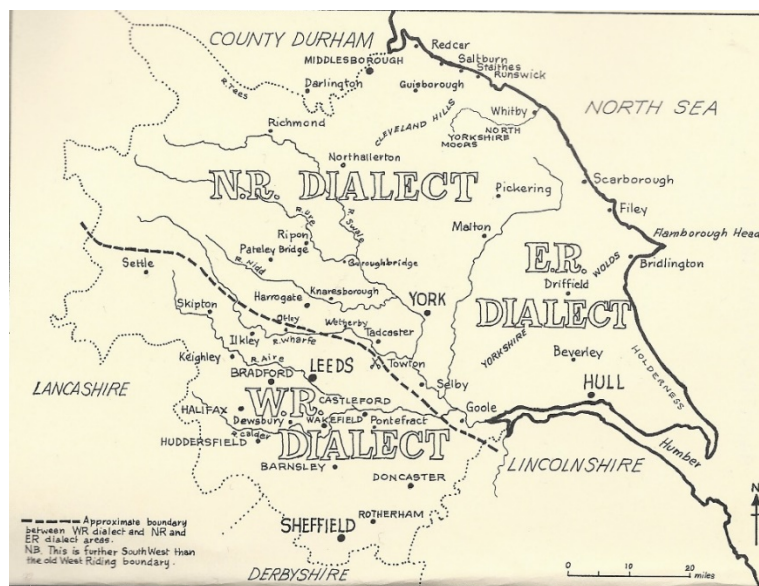 COUNTY DURHAM
Redcer
MIDDLESBOROUGH
Saltburn
Staithes
Runswick
Darlington
Guisborough
R. Tees
Whitby
NORTH SEA
Richmond
CLEVELAND HILLS
NORTH
YORKSHIRE
MOORS
Northallerton
Scarborough
N.R. DIALECT
Pickering
R. Ure
R. Swale
Filey
Malton
Ripon
Flamborough Head
Pateley Bridge
Settle
Boroughbridge
E.R.
WOLDS
Bridlington
R. Nidd
Driffield
Knaresborough
Harrogate
YORK
DIALECT
Skipton
Otley
Wetherby
Tadcaster
Ilkley
R. Wharfe
YORKSHIRE
HOLDERNESS
Keighley
R. Aire
LEEDS
Towton
Beverley
BRADFORD
Selby
HULL
LANCASHIRE
W.R.
CASTLEFORD
HALIFAX
Goole
Dewsbury
WAKEFIELD
Pontefract
R. Calder
HUDDERSFIELD
DIALECT
Humber
BARNSLEY
LINCOLNSHIRE
DONCASTER
N
ROTHERHAM
Approximate boundary
between WR dialect and NR and
ER dialect areas.
N.B. This is further South West than
the old West Riding boundary.
SHEFFIELD
DERBYSHIRE
0 10 20
miles